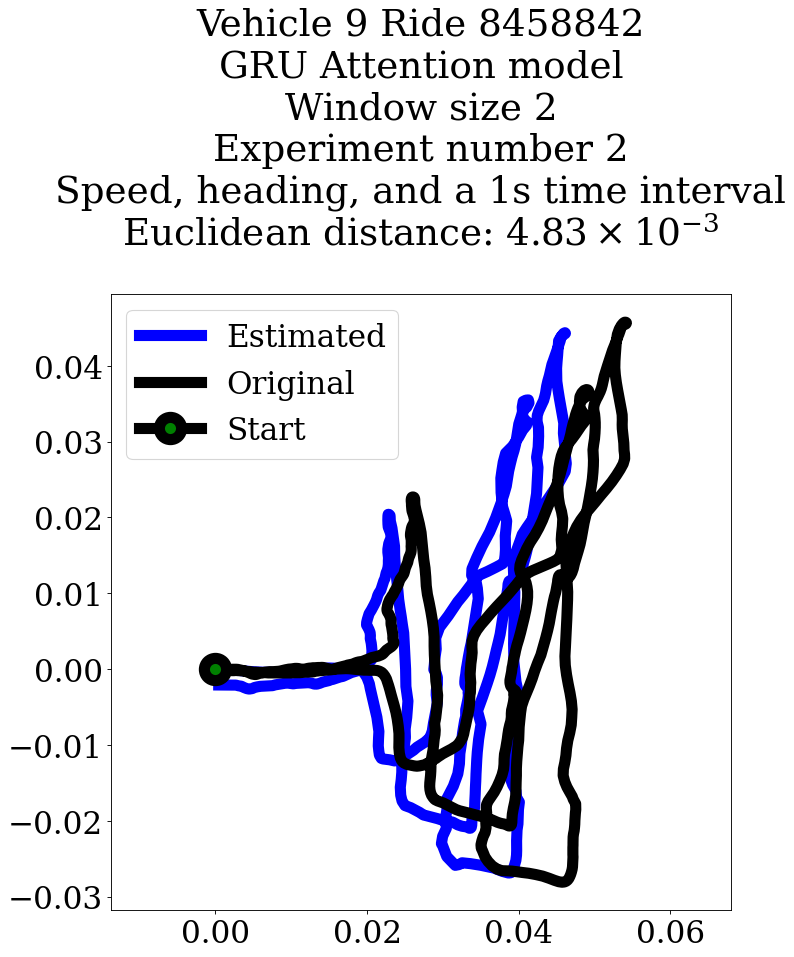 Vehicle 9 Ride 8458842
GRU Attention model
Window size 2
Experiment number 2
Speed, heading, and a 1s time interval
Euclidean distance: 4.83 × 10⁻³
Estimated
Original
Start
0.04
0.03
0.02
0.01
0.00
−0.01
−0.02
−0.03
0.00 0.02 0.04 0.06